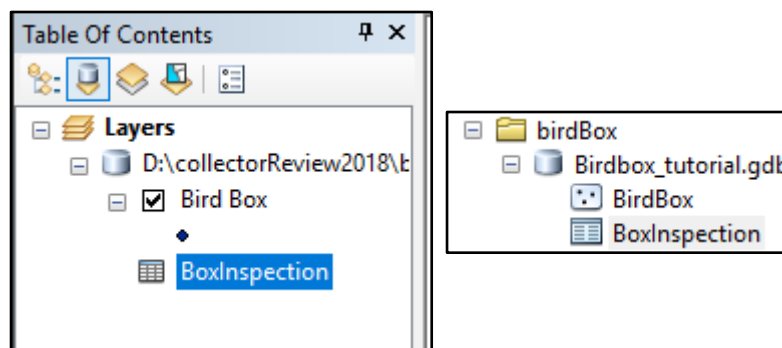 Table Of Contents
Layers
D:\collectorReview2018\b
Bird Box
BoxInspection
birdBox
Birdbox_tutorial.gdb
BirdBox
BoxInspection